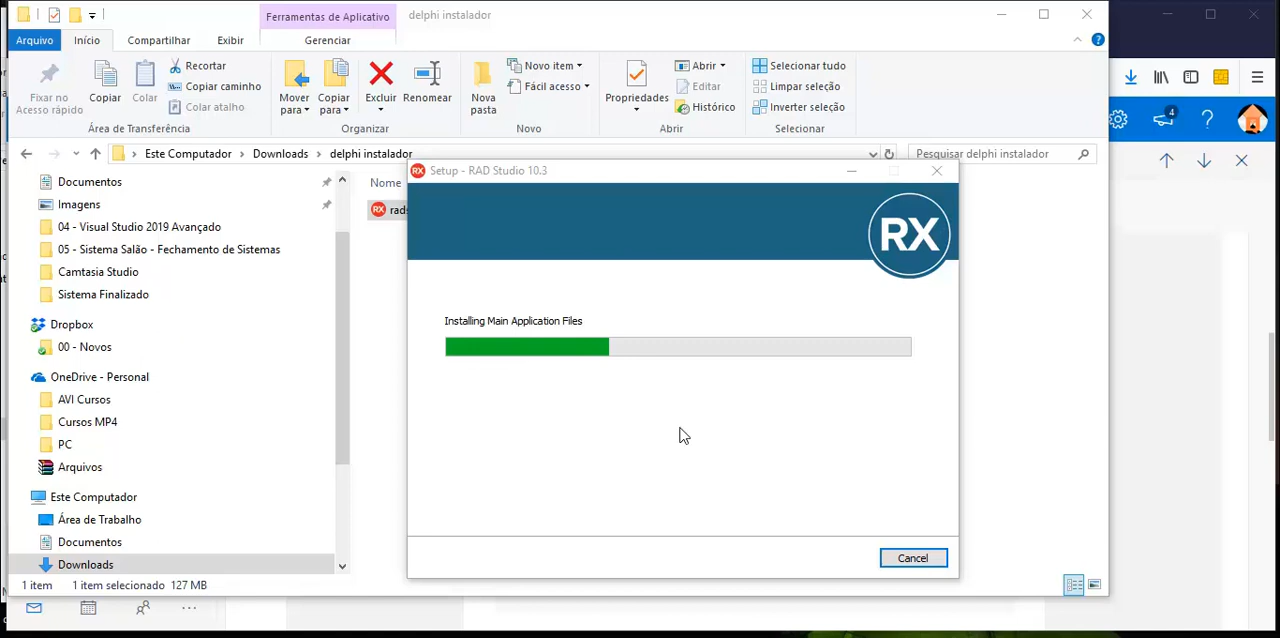 Ferramentas de Aplicativo
delphi instalador
Arquivo
Início
Compartilhar
Exibir
Gerenciar
Fixar no
Acesso rápido
Copiar
Colar
Recortar
Copiar caminho
Colar atalho
Mover
para
Copiar
para
Excluir
Renomear
Nova
pasta
Novo item
Fácil acesso
Propriedades
Abrir
Editar
Histórico
Selecionar tudo
Limpar seleção
Inverter seleção
Área de Transferência
Organizar
Novo
Abrir
Selecionar
4
Este Computador
Downloads
delphi instalador
Pesquisar delphi instalador
Documentos
Imagens
04 - Visual Studio 2019 Avançado
05 - Sistema Salão - Fechamento de Sistemas
Camtasia Studio
Sistema Finalizado
Dropbox
00 - Novos
OneDrive - Personal
AVI Cursos
Cursos MP4
PC
Arquivos
Este Computador
Área de Trabalho
Documentos
Downloads
Nome
RX rads
RX Setup - RAD Studio 10.3
RX
Installing Main Application Files
Cancel
1 item 1 item selecionado 127 MB